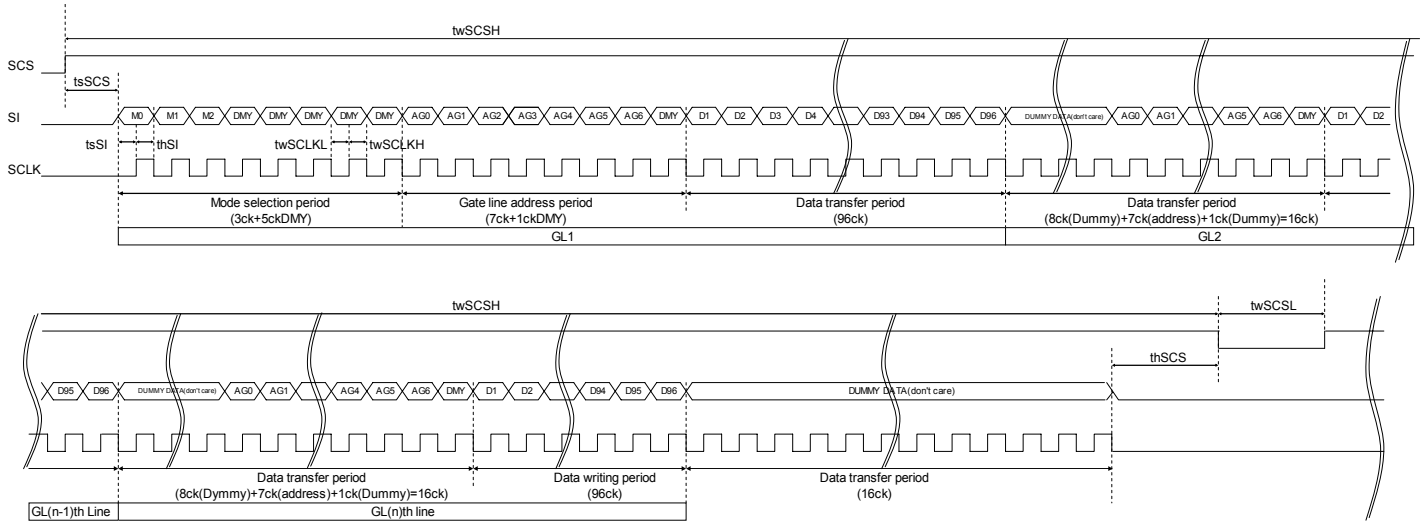 twSCSH
SCS
tsSCS
SI
M0 M1 M2 DMY DMY DMY DMY DMY AG0 AG1 AG2 AG3 AG4 AG5 AG6 DMY D1 D2 D3 D4 D93 D94 D95 D96 DUMMY DATA(don't care) AG0 AG1 AG5 AG6 DMY D1 D2
tsSI thSI twSCLKL twSCLKH
SCLK
Mode selection period Gate line address period Data transfer period Data transfer period
(3ck+5ckDMY) (7ck+1ckDMY) (96ck) (8ck(Dummy)+7ck(address)+1ck(Dummy)=16ck)
GL1 GL2
twSCSH twSCSL
thSCS
D95 D96 DUMMY DATA(don't care) AG0 AG1 AG4 AG5 AG6 DMY D1 D2 D94 D95 D96 DUMMY DATA(don't care)
Data transfer period Data writing period Data transfer period
(8ck(Dymmy)+7ck(address)+1ck(Dummy)=16ck) (96ck) (16ck)
GL(n-1)th Line GL(n)th line